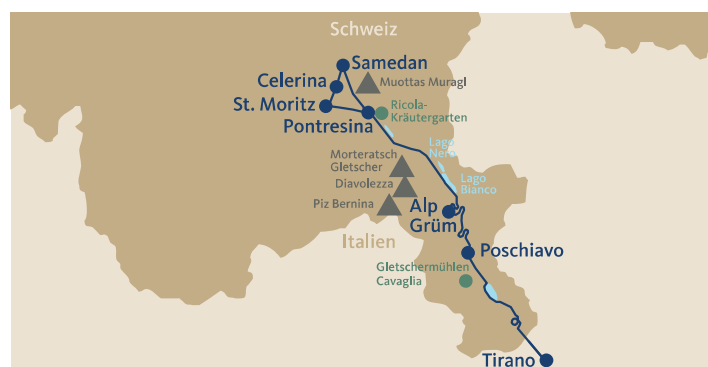 Schweiz
Samedan
Celerina
Muottas Muragl
St. Moritz
Ricola-
Kräutergarten
Pontresina
Lago
Nero
Morteratsch
Gletscher
Diavolezza
Lago
Bianco
Piz Bernina
Alp
Grüm
Italien
Poschiavo
Gletschermühlen
Cavaglia
Tirano